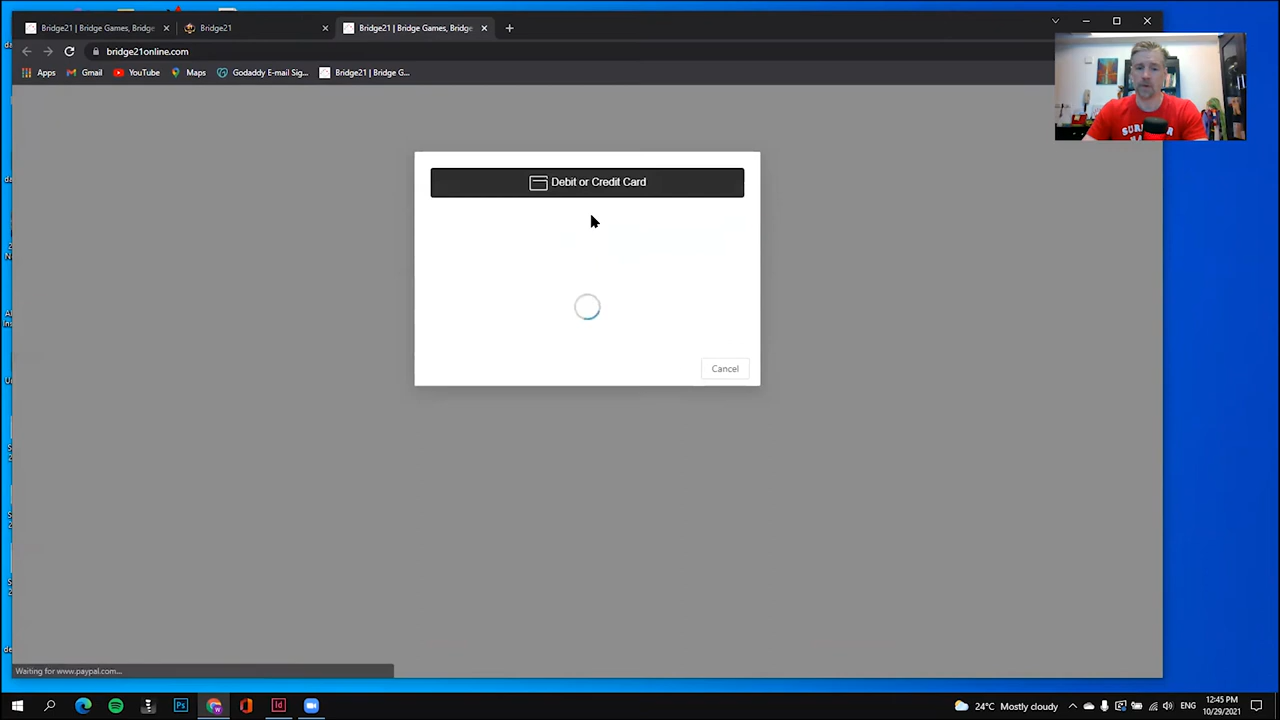 Bridge21 | Bridge Games, Bridge
Bridge21
Bridge21 | Bridge Games, Bridge
bridge21online.com
Apps
Gmail
YouTube
Maps
Godaddy E-mail Sig...
Bridge21 | Bridge G...
Debit or Credit Card
Cancel
Waiting for www.paypal.com...
Ps
Id
24°C Mostly cloudy
ENG
12:45 PM
10/29/2021